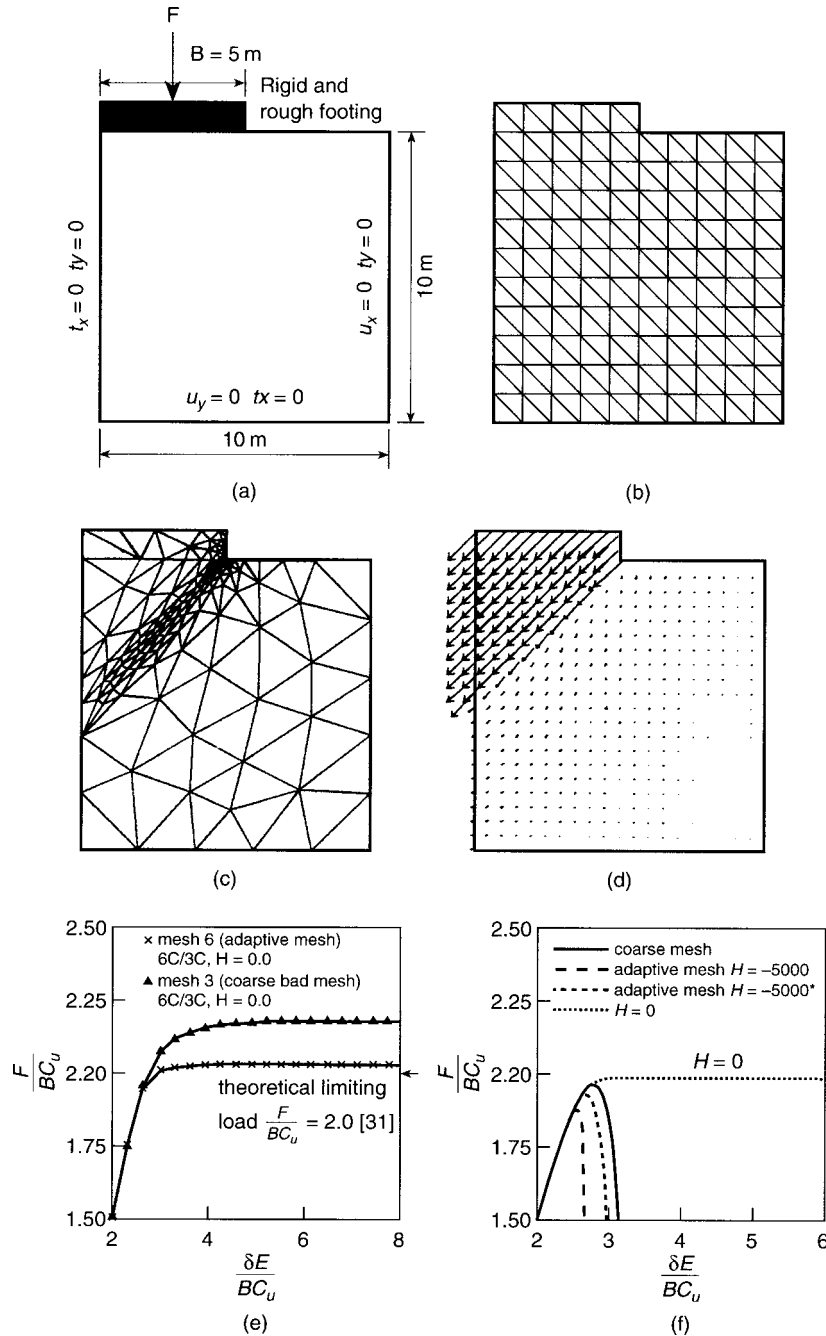 F
B = 5 m
Rigid and
rough footing
t_x = 0 ty = 0
u_x = 0 ty = 0
10 m
u_y = 0 tx = 0
10 m
(a)
(b)
(c)
(d)
2.50
2.25
2.20
1.75
1.50
F
BC_u
× mesh 6 (adaptive mesh)
6C/3C, H = 0.0
▲ mesh 3 (coarse bad mesh)
6C/3C, H = 0.0
theoretical limiting
load F/BC_u = 2.0 [31]
2 4 6 8
δE
BC_u
(e)
2.50
2.25
2.20
1.75
1.50
F
BC_u
coarse mesh
adaptive mesh H = −5000
adaptive mesh H = −5000*
H = 0
H = 0
2 3 4 5 6
δE
BC_u
(f)